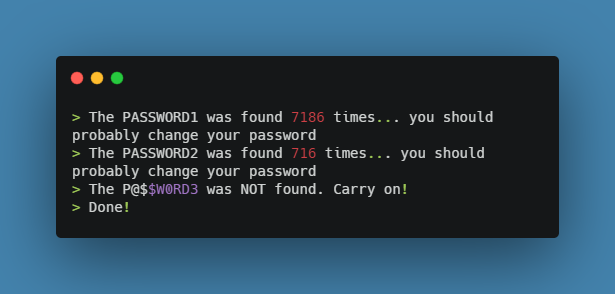 > The PASSWORD1 was found 7186 times... you should
probably change your password
> The PASSWORD2 was found 716 times... you should
probably change your password
> The P@$$W0RD3 was NOT found. Carry on!
> Done!